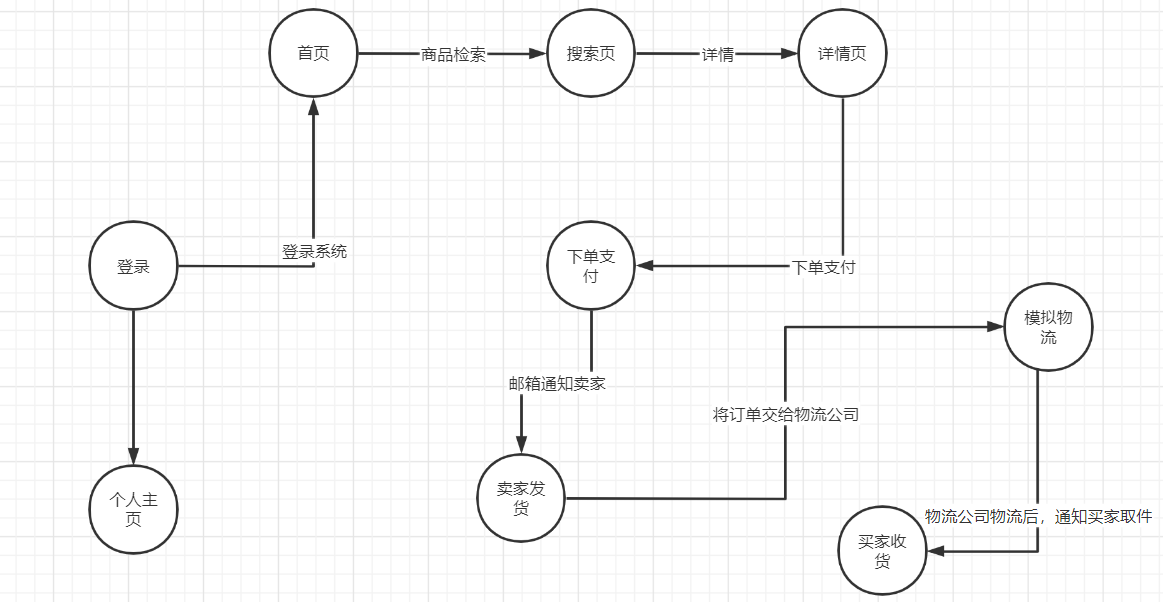 首页
商品检索
搜索页
详情
详情页
登录系统
登录
下单支
付
下单支付
模拟物
流
邮箱通知卖家
将订单交给物流公司
个人主
页
卖家发
货
物流公司物流后，通知买家取件
买家收
货